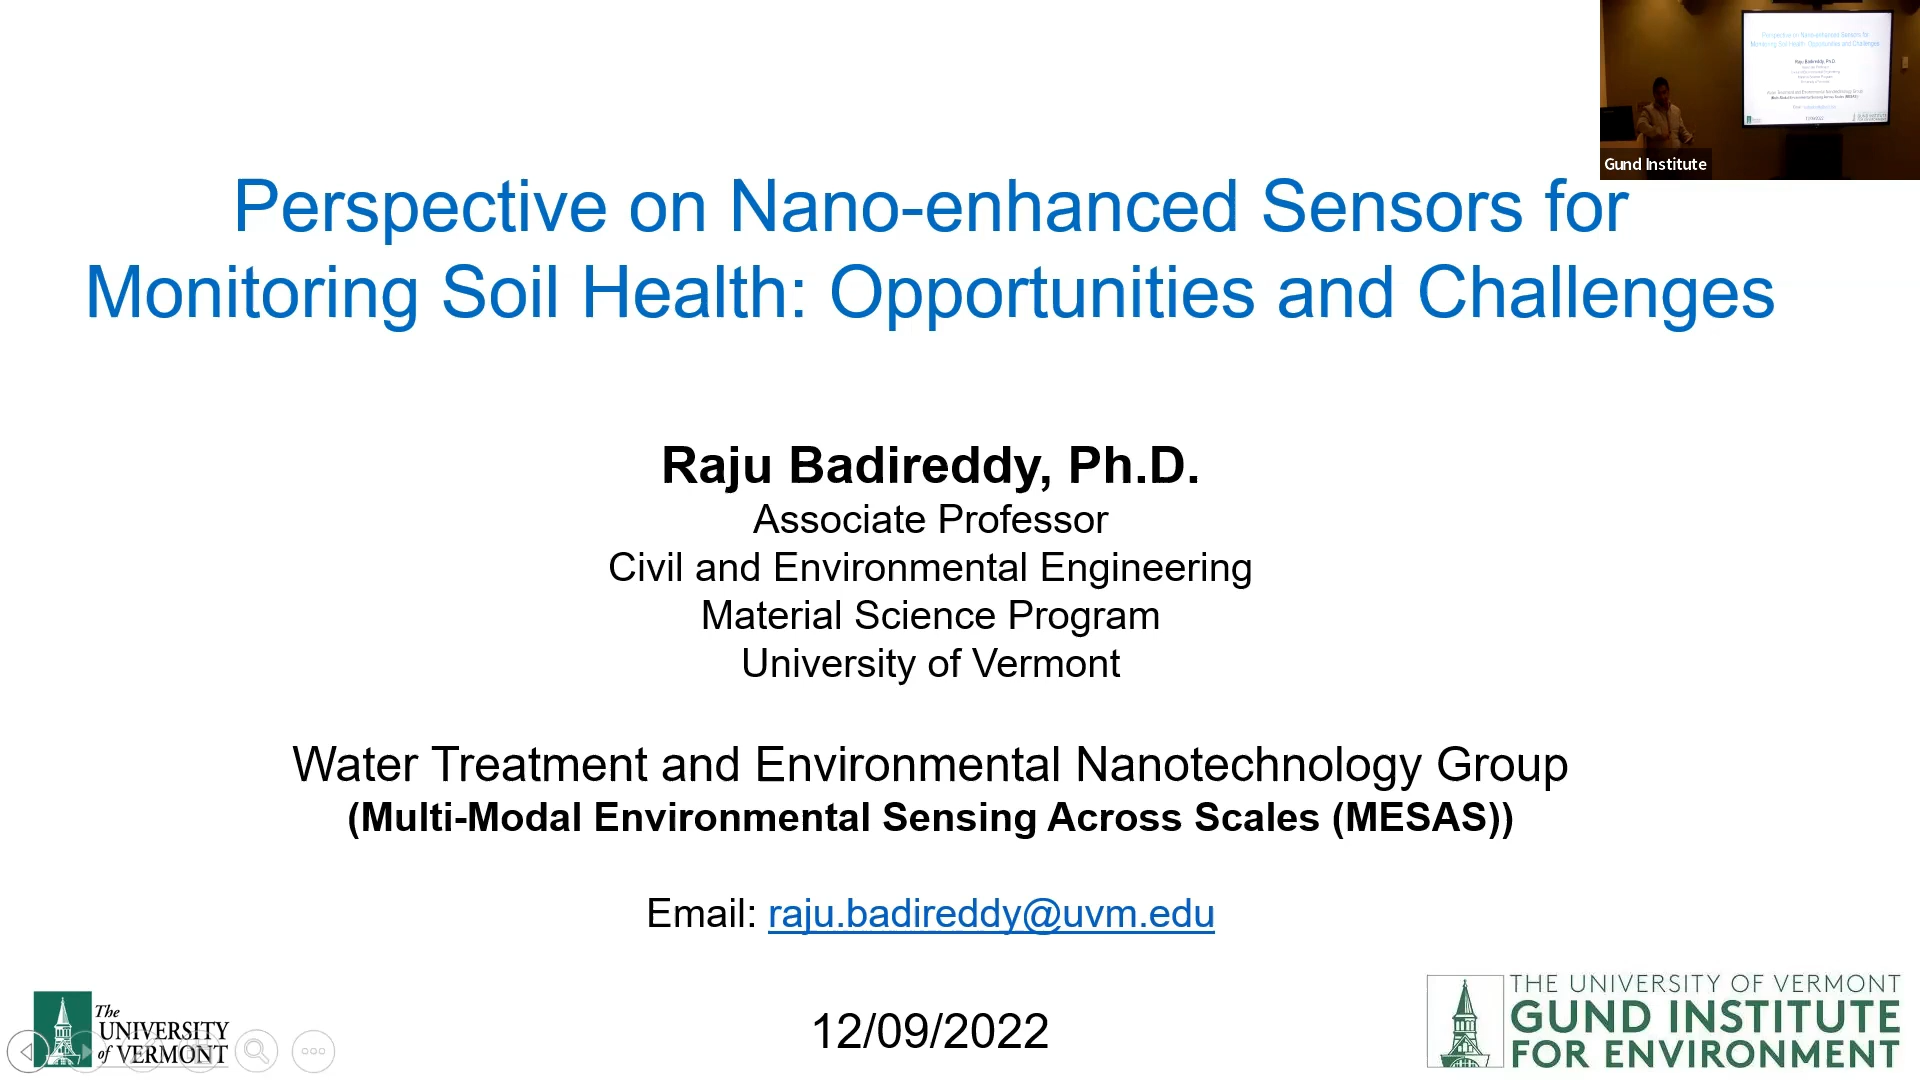 Gund Institute
Perspective on Nano-enhanced Sensors for
Monitoring Soil Health: Opportunities and Challenges
Raju Badireddy, Ph.D.
Associate Professor
Civil and Environmental Engineering
Material Science Program
University of Vermont
Water Treatment and Environmental Nanotechnology Group
(Multi-Modal Environmental Sensing Across Scales (MESAS))
Email: raju.badireddy@uvm.edu
The
UNIVERSITY
of VERMONT
12/09/2022
THE UNIVERSITY OF VERMONT
GUND INSTITUTE
FOR ENVIRONMENT